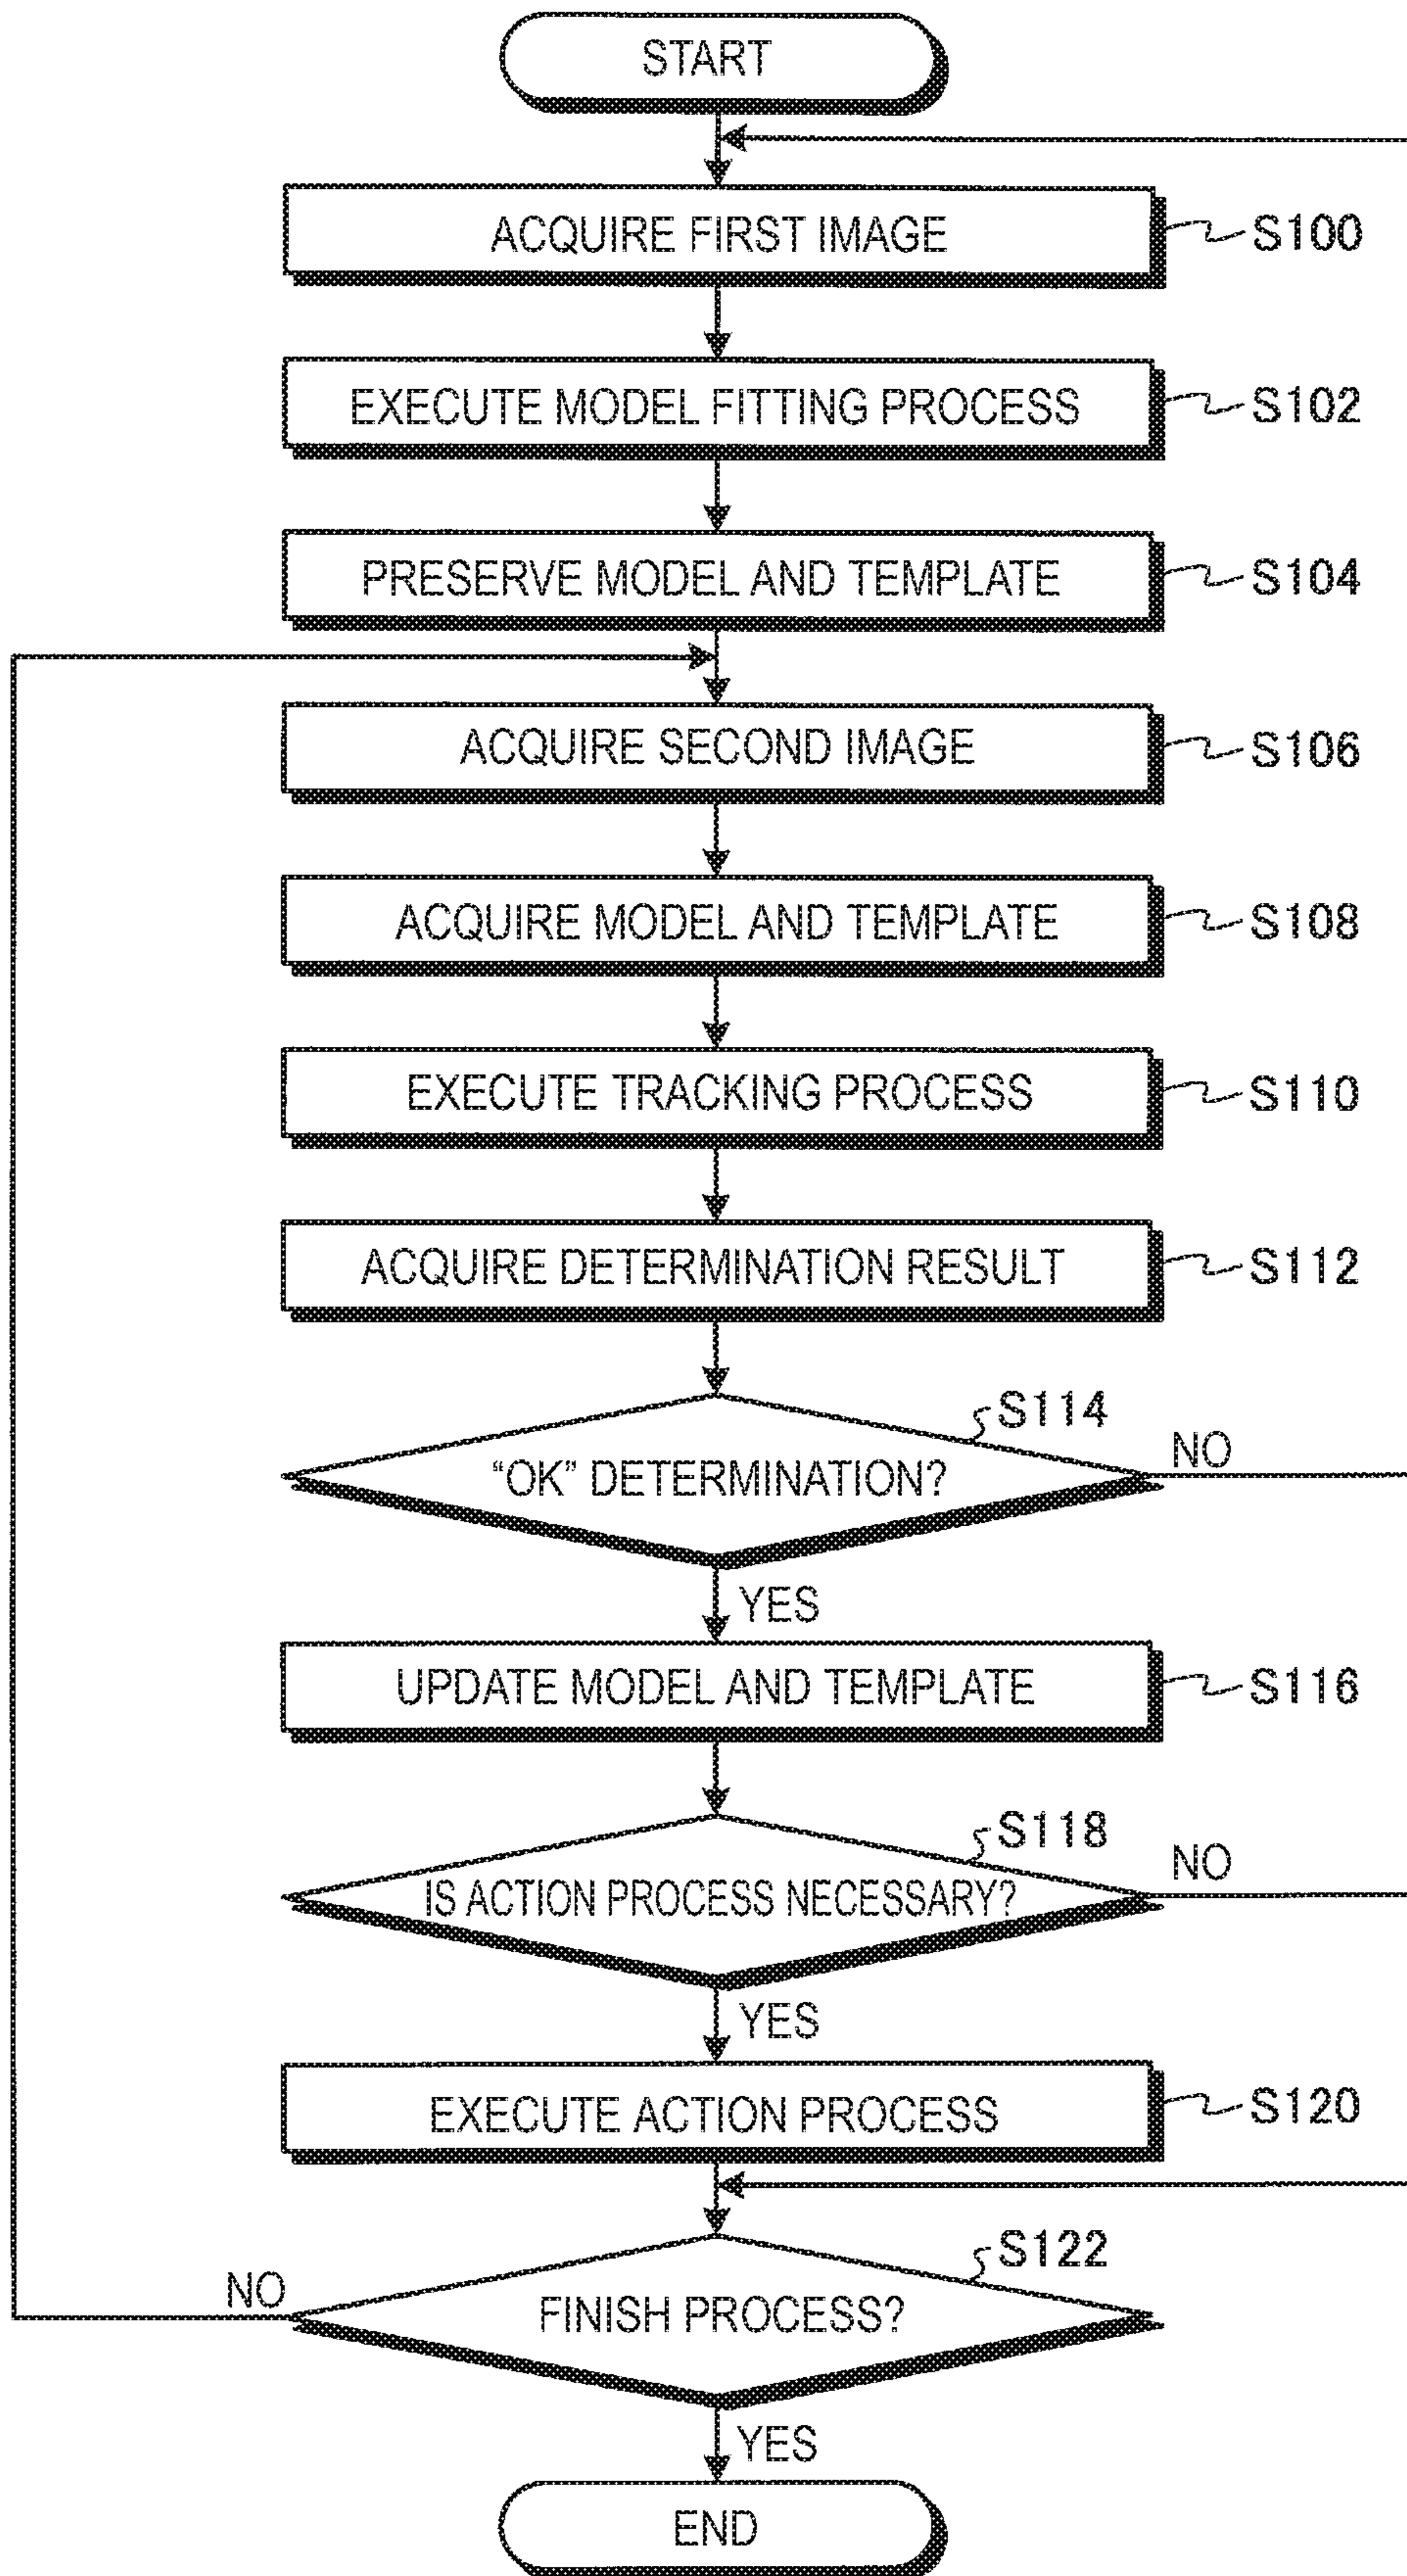 START
ACQUIRE FIRST IMAGE
S100
EXECUTE MODEL FITTING PROCESS
S102
PRESERVE MODEL AND TEMPLATE
S104
ACQUIRE SECOND IMAGE
S106
ACQUIRE MODEL AND TEMPLATE
S108
EXECUTE TRACKING PROCESS
S110
ACQUIRE DETERMINATION RESULT
S112
S114
“OK” DETERMINATION?
NO
YES
UPDATE MODEL AND TEMPLATE
S116
S118
IS ACTION PROCESS NECESSARY?
NO
YES
EXECUTE ACTION PROCESS
S120
S122
NO
FINISH PROCESS?
YES
END